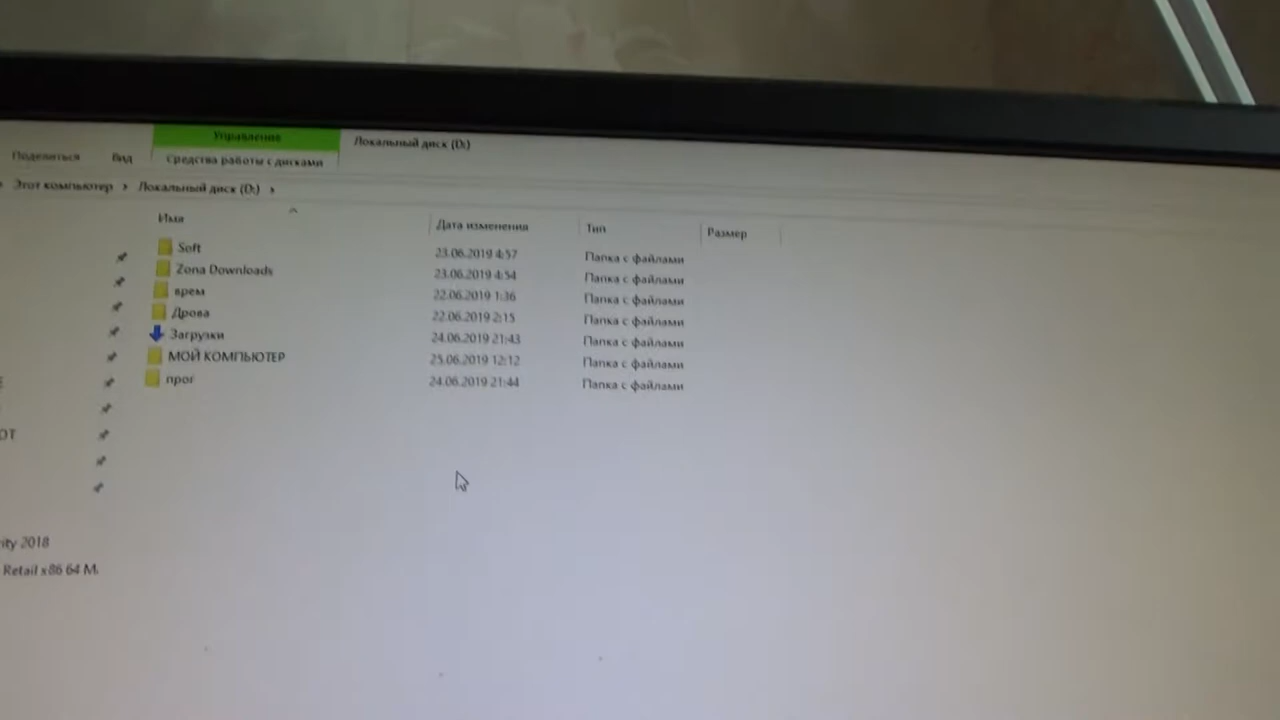 Управление
Локальный диск (D:)
Поделиться Вид Средства работы с дисками
Этот компьютер › Локальный диск (D:) ›
Имя Дата изменения Тип Размер
Soft 23.06.2019 4:57 Папка с файлами
Zona Downloads 23.06.2019 4:54 Папка с файлами
врем 22.06.2019 1:36 Папка с файлами
Дрова 22.06.2019 2:15 Папка с файлами
Загрузки 24.06.2019 21:43 Папка с файлами
МОЙ КОМПЬЮТЕР 25.06.2019 12:12 Папка с файлами
прог 24.06.2019 21:44 Папка с файлами
ОТ
ity 2018
Retail x86 64 M.